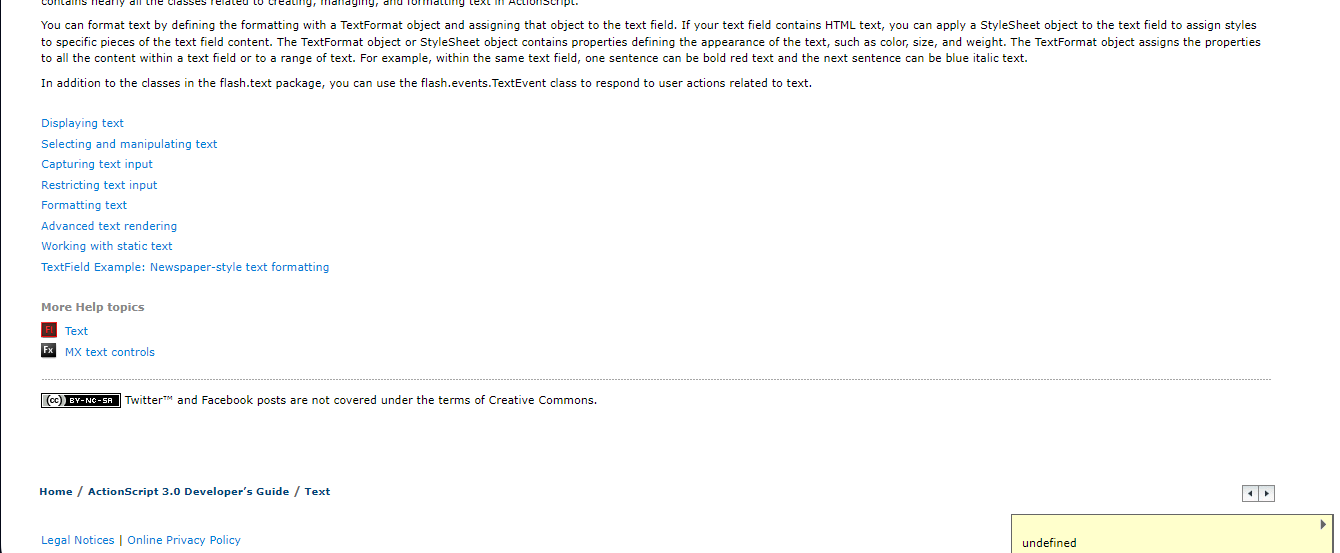 contains nearly all the classes related to creating, managing, and formatting text in ActionScript.
You can format text by defining the formatting with a TextFormat object and assigning that object to the text field. If your text field contains HTML text, you can apply a StyleSheet object to the text field to assign styles
to specific pieces of the text field content. The TextFormat object or StyleSheet object contains properties defining the appearance of the text, such as color, size, and weight. The TextFormat object assigns the properties
to all the content within a text field or to a range of text. For example, within the same text field, one sentence can be bold red text and the next sentence can be blue italic text.
In addition to the classes in the flash.text package, you can use the flash.events.TextEvent class to respond to user actions related to text.
Displaying text
Selecting and manipulating text
Capturing text input
Restricting text input
Formatting text
Advanced text rendering
Working with static text
TextField Example: Newspaper-style text formatting
More Help topics
Fl Text
Fx MX text controls
(cc) BY-NC-SA Twitter™ and Facebook posts are not covered under the terms of Creative Commons.
Home / ActionScript 3.0 Developer’s Guide / Text
Legal Notices | Online Privacy Policy
undefined